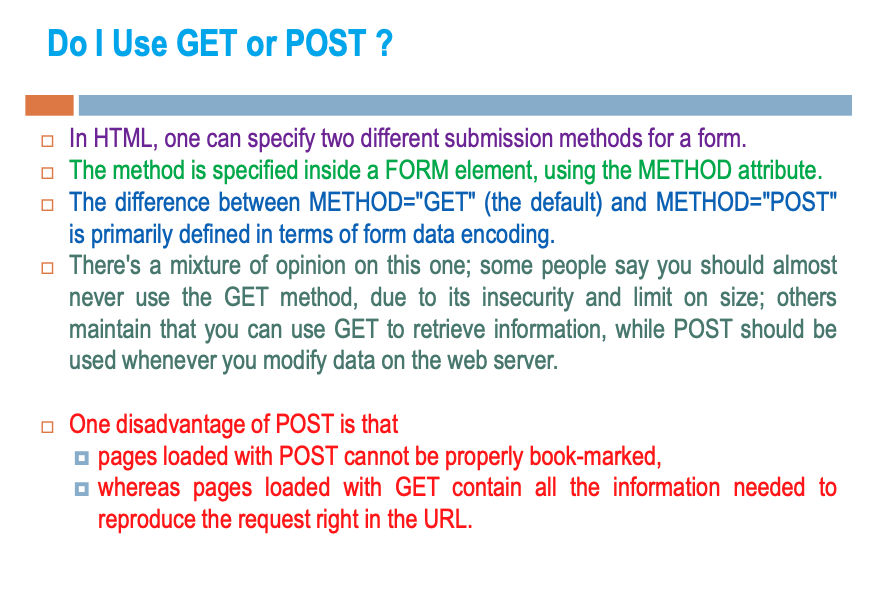 Do I Use GET or POST ?
In HTML, one can specify two different submission methods for a form.
The method is specified inside a FORM element, using the METHOD attribute.
The difference between METHOD="GET" (the default) and METHOD="POST"
is primarily defined in terms of form data encoding.
There's a mixture of opinion on this one; some people say you should almost
never use the GET method, due to its insecurity and limit on size; others
maintain that you can use GET to retrieve information, while POST should be
used whenever you modify data on the web server.
One disadvantage of POST is that
pages loaded with POST cannot be properly book-marked,
whereas pages loaded with GET contain all the information needed to
reproduce the request right in the URL.